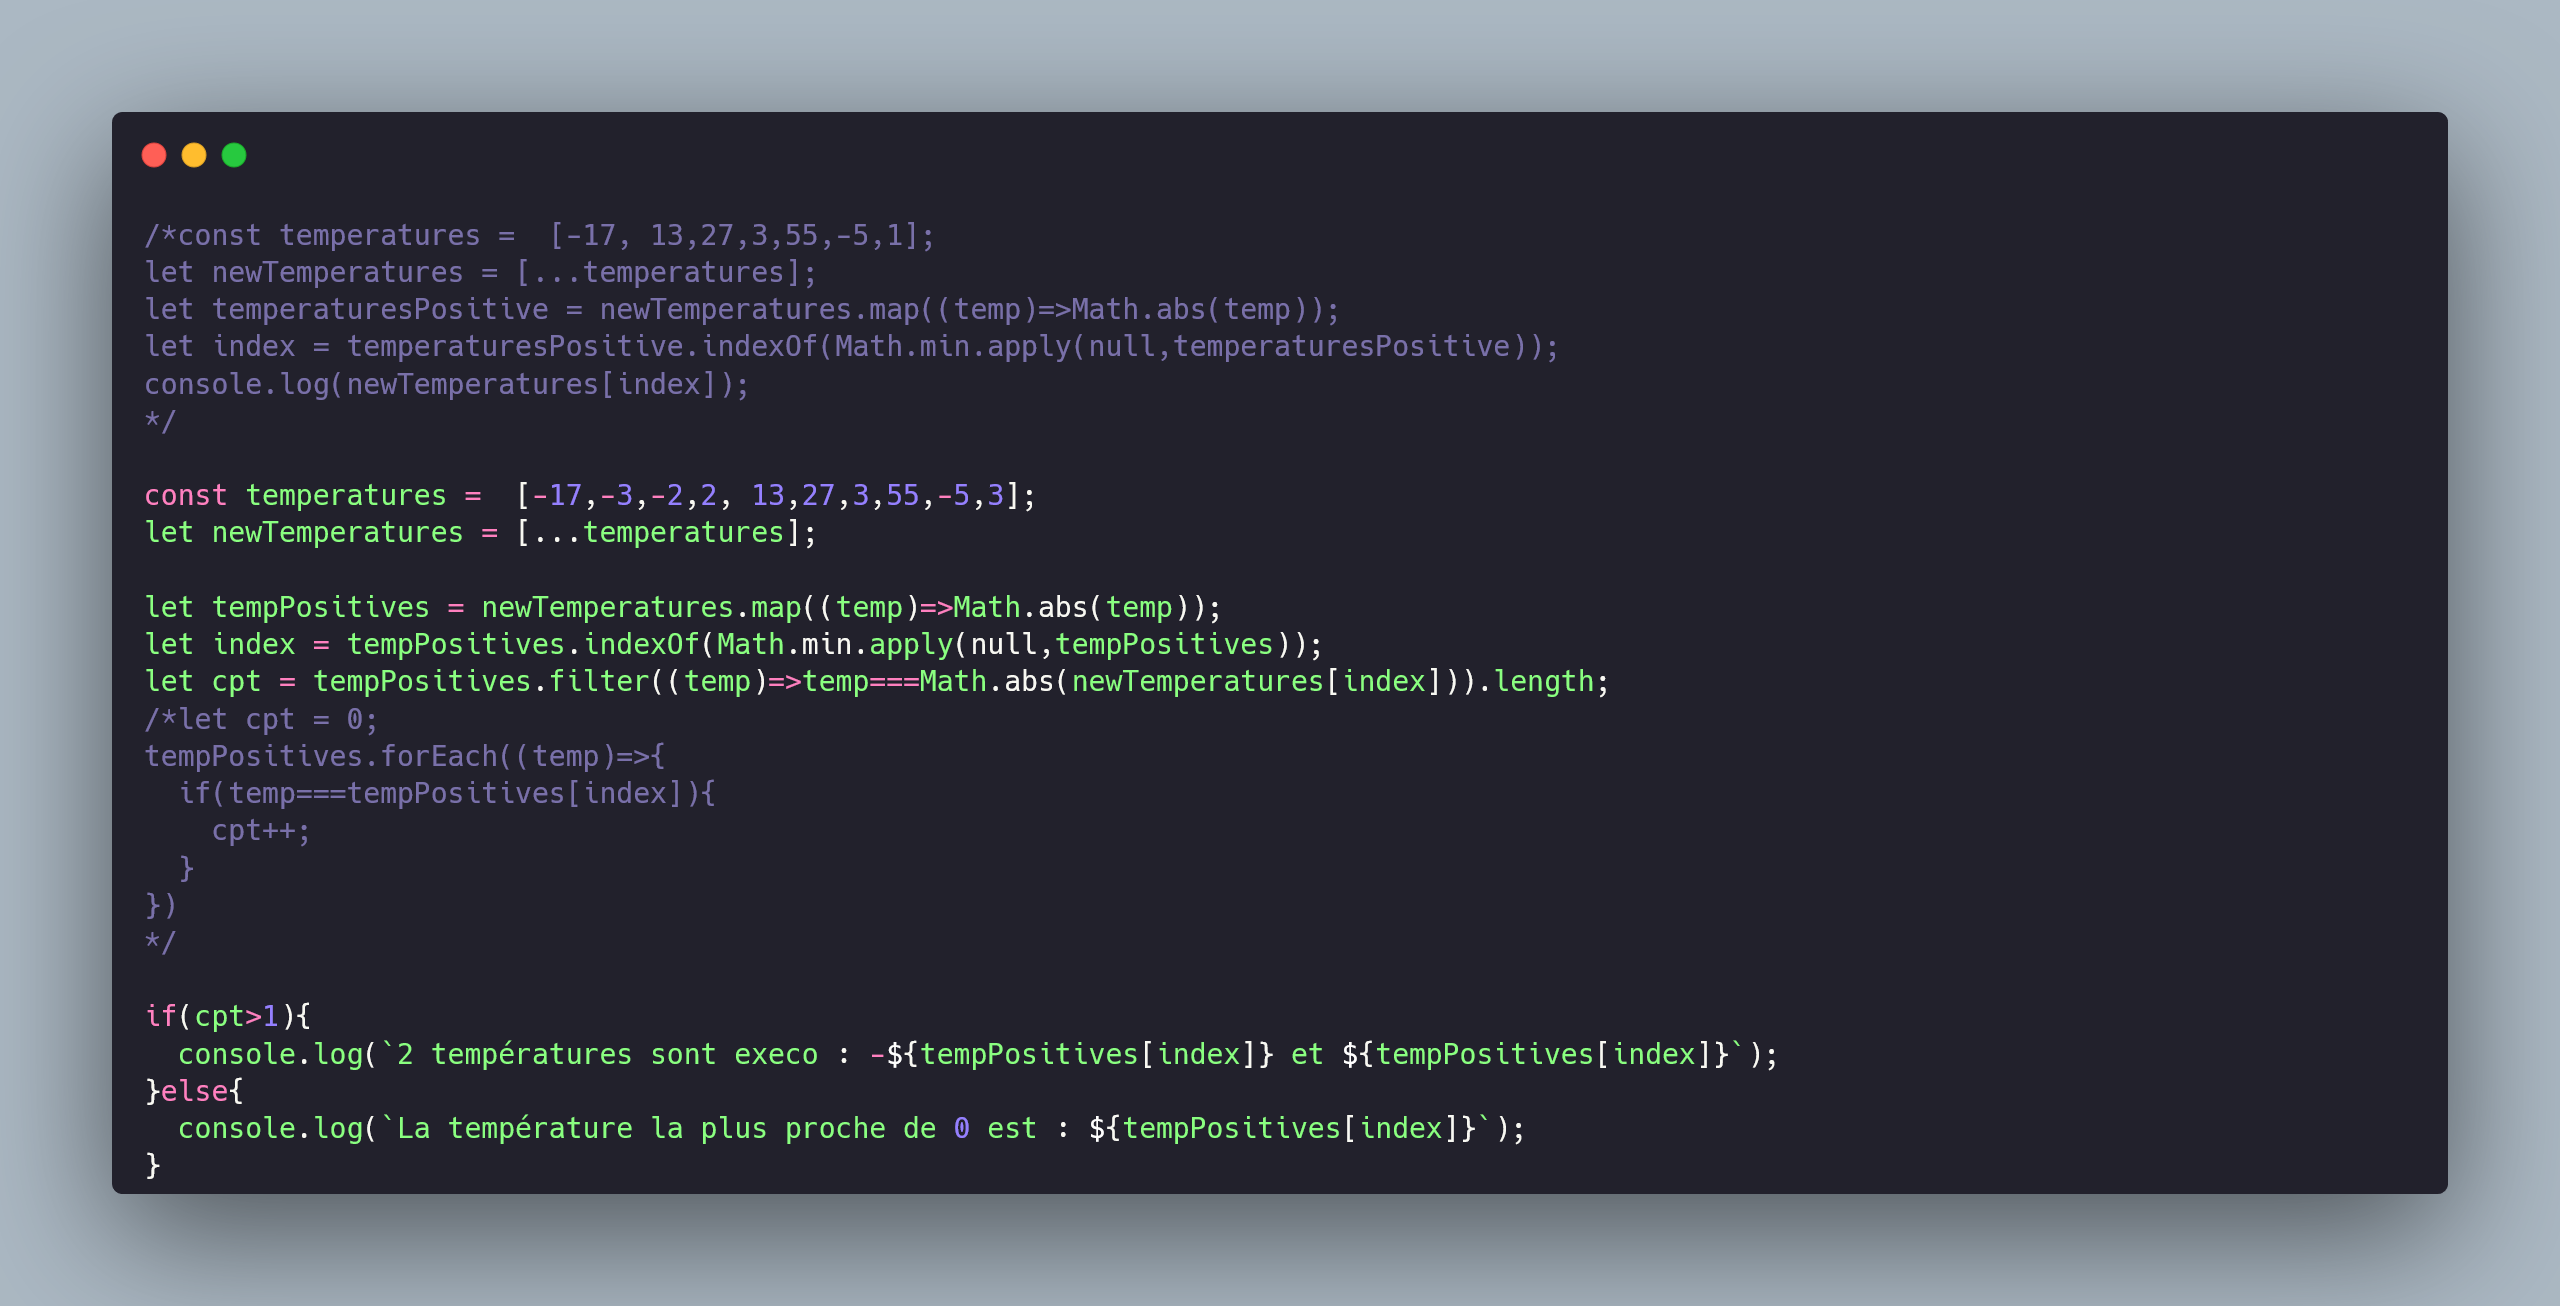 /*const temperatures =  [-17, 13,27,3,55,-5,1];
let newTemperatures = [...temperatures];
let temperaturesPositive = newTemperatures.map((temp)=>Math.abs(temp));
let index = temperaturesPositive.indexOf(Math.min.apply(null,temperaturesPositive));
console.log(newTemperatures[index]);
*/
const temperatures =  [-17,-3,-2,2, 13,27,3,55,-5,3];
let newTemperatures = [...temperatures];
let tempPositives = newTemperatures.map((temp)=>Math.abs(temp));
let index = tempPositives.indexOf(Math.min.apply(null,tempPositives));
let cpt = tempPositives.filter((temp)=>temp===Math.abs(newTemperatures[index])).length;
/*let cpt = 0;
tempPositives.forEach((temp)=>{
  if(temp===tempPositives[index]){
    cpt++;
  }
})
*/
if(cpt>1){
  console.log(`2 températures sont execo : -${tempPositives[index]} et ${tempPositives[index]}`);
}else{
  console.log(`La température la plus proche de 0 est : ${tempPositives[index]}`);
}